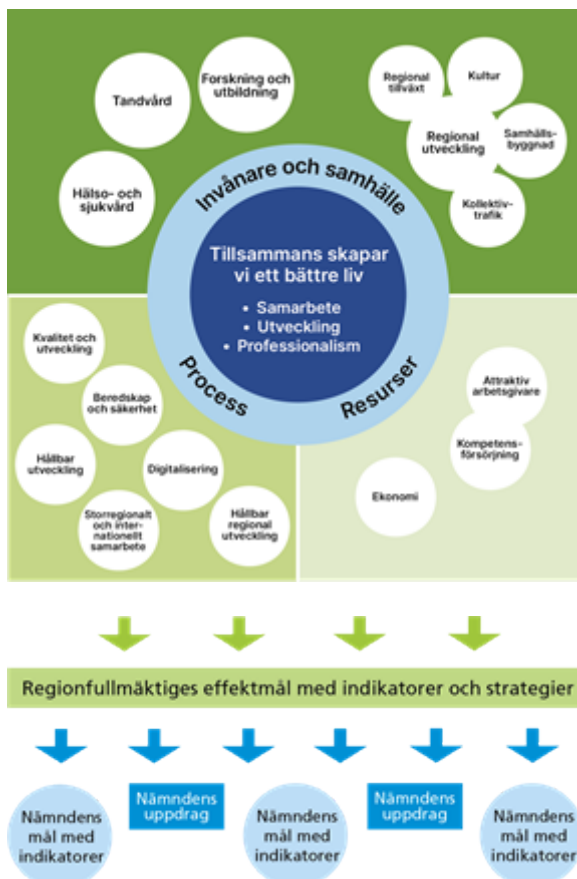 Tandvård
Forskning och
utbildning
Hälso- och
sjukvård
Regional
tillväxt
Kultur
Regional
utveckling
Samhälls-
byggnad
Kollektiv-
trafik
Invånare och samhälle
Tillsammans skapar
vi ett bättre liv
• Samarbete
• Utveckling
• Professionalism
Process
Resurser
Kvalitet och
utveckling
Beredskap
och säkerhet
Hållbar
utveckling
Digitalisering
Storregionalt
och inter-
nationellt
samarbete
Hållbar
regional
utveckling
Attraktiv
arbetsgivare
Kompetens-
försörjning
Ekonomi
Regionfullmäktiges effektmål med indikatorer och strategier
Nämndens
mål med
indikatorer
Nämndens
uppdrag
Nämndens
mål med
indikatorer
Nämndens
uppdrag
Nämndens
mål med
indikatorer